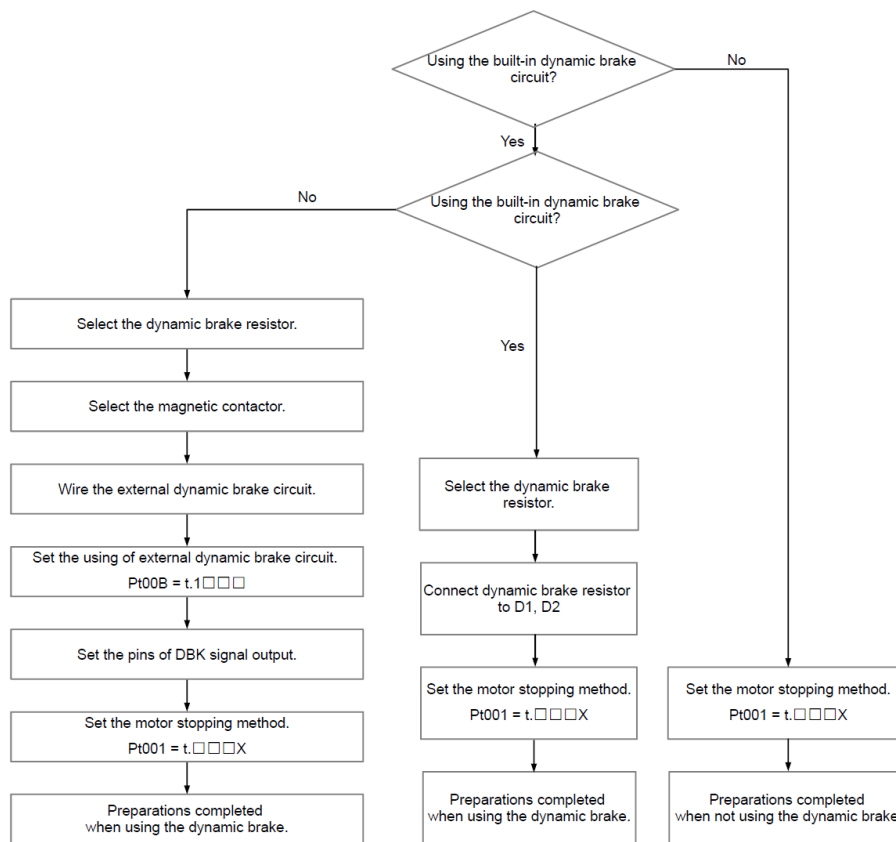 Using the built-in dynamic brake
circuit?
No
Yes
Using the built-in dynamic brake
circuit?
No
Yes
Select the dynamic brake resistor.
Select the magnetic contactor.
Wire the external dynamic brake circuit.
Set the using of external dynamic brake circuit.
Pt00B = t.1□□□
Set the pins of DBK signal output.
Set the motor stopping method.
Pt001 = t.□□□X
Preparations completed
when using the dynamic brake.
Select the dynamic brake
resistor.
Connect dynamic brake resistor
to D1, D2
Set the motor stopping method.
Pt001 = t.□□□X
Preparations completed
when using the dynamic brake.
Set the motor stopping method.
Pt001 = t.□□□X
Preparations completed
when not using the dynamic brake